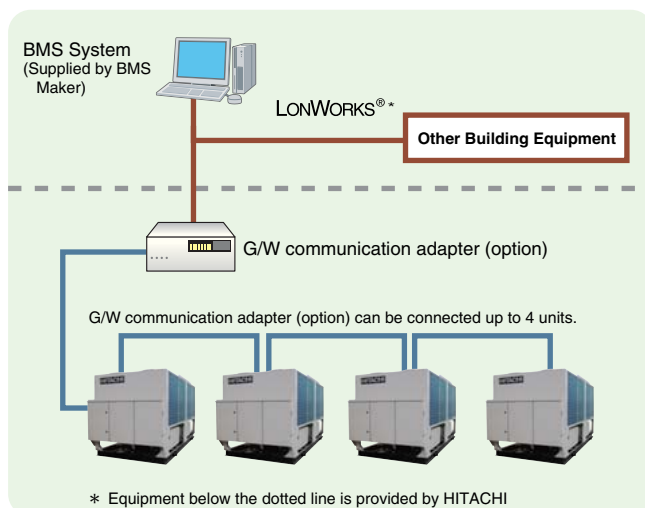 BMS System
(Supplied by BMS
Maker)
LONWORKS®*
Other Building Equipment
G/W communication adapter (option)
G/W communication adapter (option) can be connected up to 4 units.
HITACHI
HITACHI
HITACHI
HITACHI
* Equipment below the dotted line is provided by HITACHI